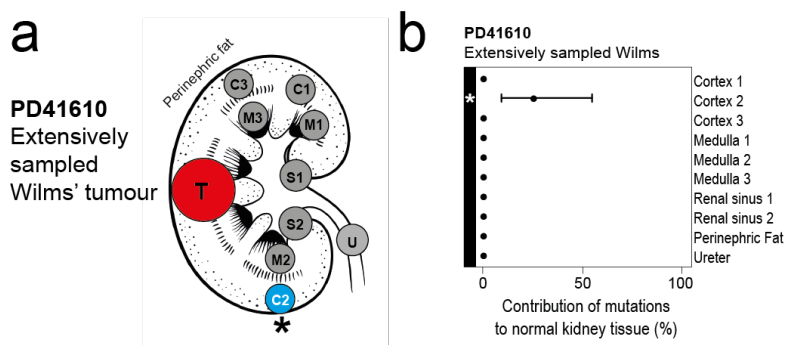 a
PD41610
Extensively
sampled
Wilms' tumour
Perinephric fat
C3
C1
M3
M1
T
S1
S2
U
M2
C2
*
b
PD41610
Extensively sampled Wilms
*
Cortex 1
Cortex 2
Cortex 3
Medulla 1
Medulla 2
Medulla 3
Renal sinus 1
Renal sinus 2
Perinephric Fat
Ureter
0 50 100
Contribution of mutations
to normal kidney tissue (%)